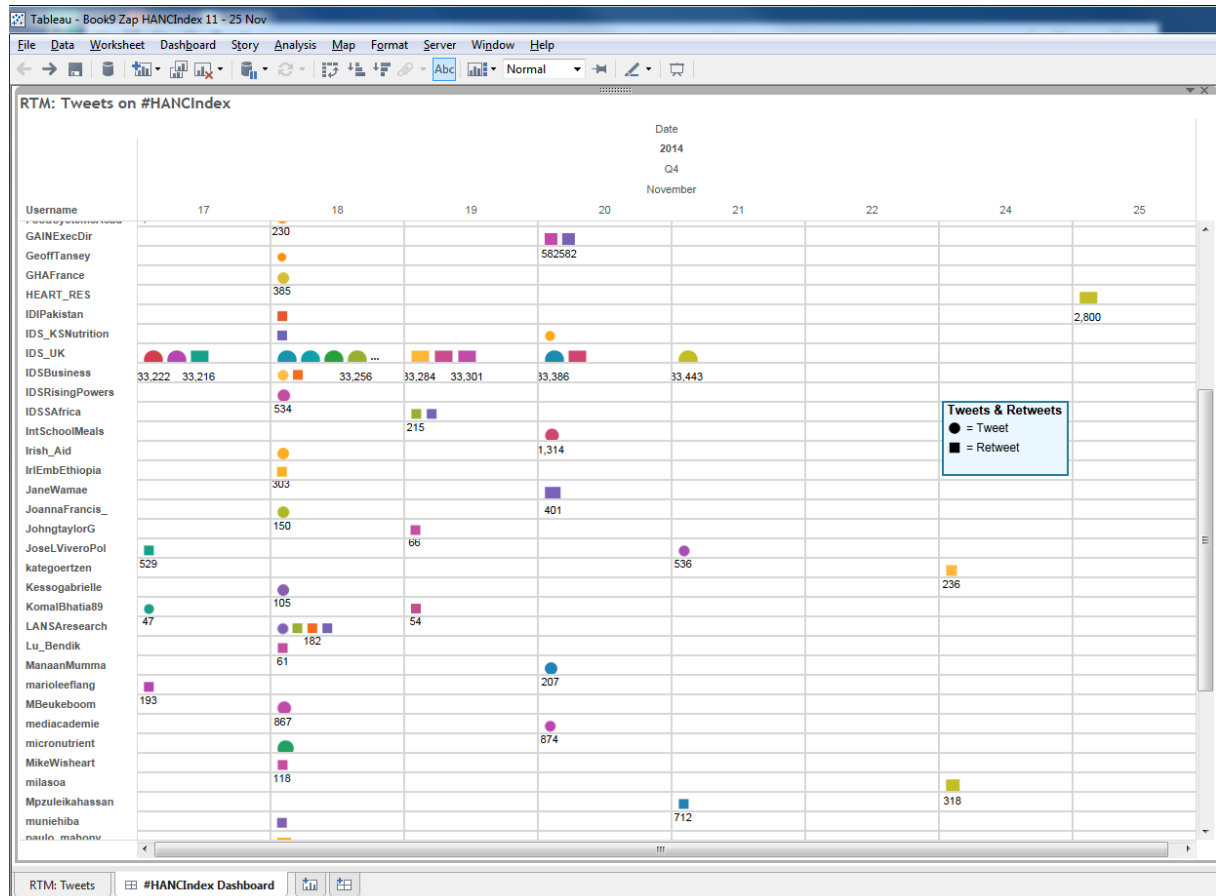 Tableau - Book9 Zap HANCIndex 11 - 25 Nov
File Data Worksheet Dashboard Story Analysis Map Format Server Window Help
Abc Normal
RTM: Tweets on #HANCIndex
Date
2014
Q4
November
Username 17 18 19 20 21 22 24 25
230
GAINExecDir
582582
GeoffTansey
GHAFrance
385
HEART_RES
2,800
IDIPakistan
IDS_KSNutrition
IDS_UK ...
33,222 33,216 33,256 33,284 33,301 33,386 33,443
IDSBusiness
IDSRisingPowers
534
IDSSAfrica
215
IntSchoolMeals
1,314
Irish_Aid
IrlEmbEthiopia
303
JaneWamae
401
JoannaFrancis_
150
JohngtaylorG
66
JoseLViveroPol
529 536
kategoertzen
236
Kessogabrielle
105
KomalBhatia89
47 54
LANSAresearch
182
Lu_Bendik
61
ManaanMumma
207
marioleeflang
193
MBeukeboom
867
mediacademie
874
micronutrient
MikeWisheart
118
milasoa
318
Mpzuleikahassan
712
muniehiba
paulo_mahony
Tweets & Retweets
= Tweet
= Retweet
RTM: Tweets #HANCIndex Dashboard